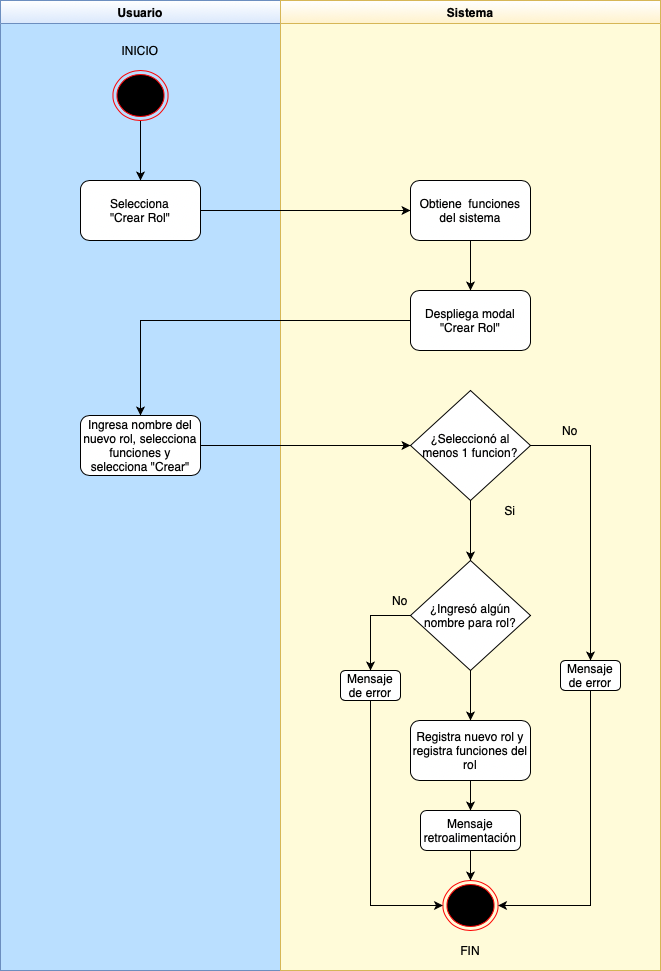 Usuario
Sistema
INICIO
Selecciona
"Crear Rol"
Obtiene funciones
del sistema
Despliega modal
"Crear Rol"
Ingresa nombre del
nuevo rol, selecciona
funciones y
selecciona "Crear"
¿Seleccionó al
menos 1 funcion?
No
Si
¿Ingresó algún
nombre para rol?
No
Mensaje
de error
Mensaje
de error
Registra nuevo rol y
registra funciones del
rol
Mensaje
retroalimentación
FIN